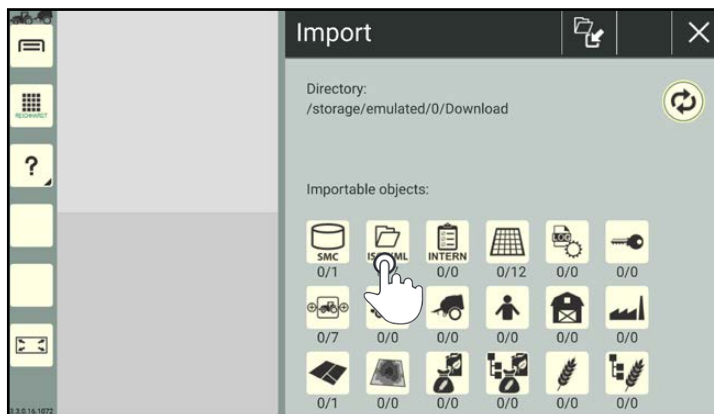 Import
REICHHARDT
Directory:
/storage/emulated/0/Download
?
Importable objects:
SMC
INTERN
LOG
0/1
0/0
0/12
0/0
0/0
0/7
0/0
0/0
0/0
0/0
0/0
0/1
0/0
0/0
0/0
0/0
0/0